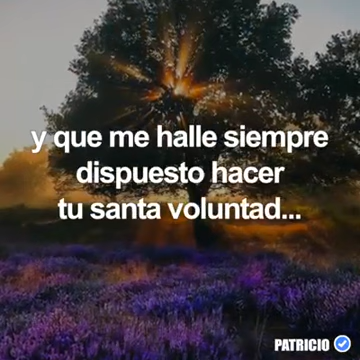 y que me halle siempre
dispuesto hacer
tu santa voluntad...
PATRICIO